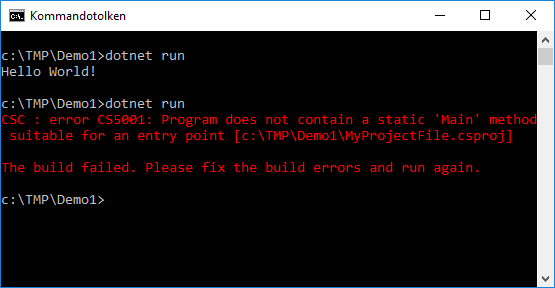 Kommandotolken
c:\TMP\Demo1>dotnet run
Hello World!
c:\TMP\Demo1>dotnet run
CSC : error CS5001: Program does not contain a static 'Main' method
suitable for an entry point [c:\TMP\Demo1\MyProjectFile.csproj]
The build failed. Please fix the build errors and run again.
c:\TMP\Demo1>